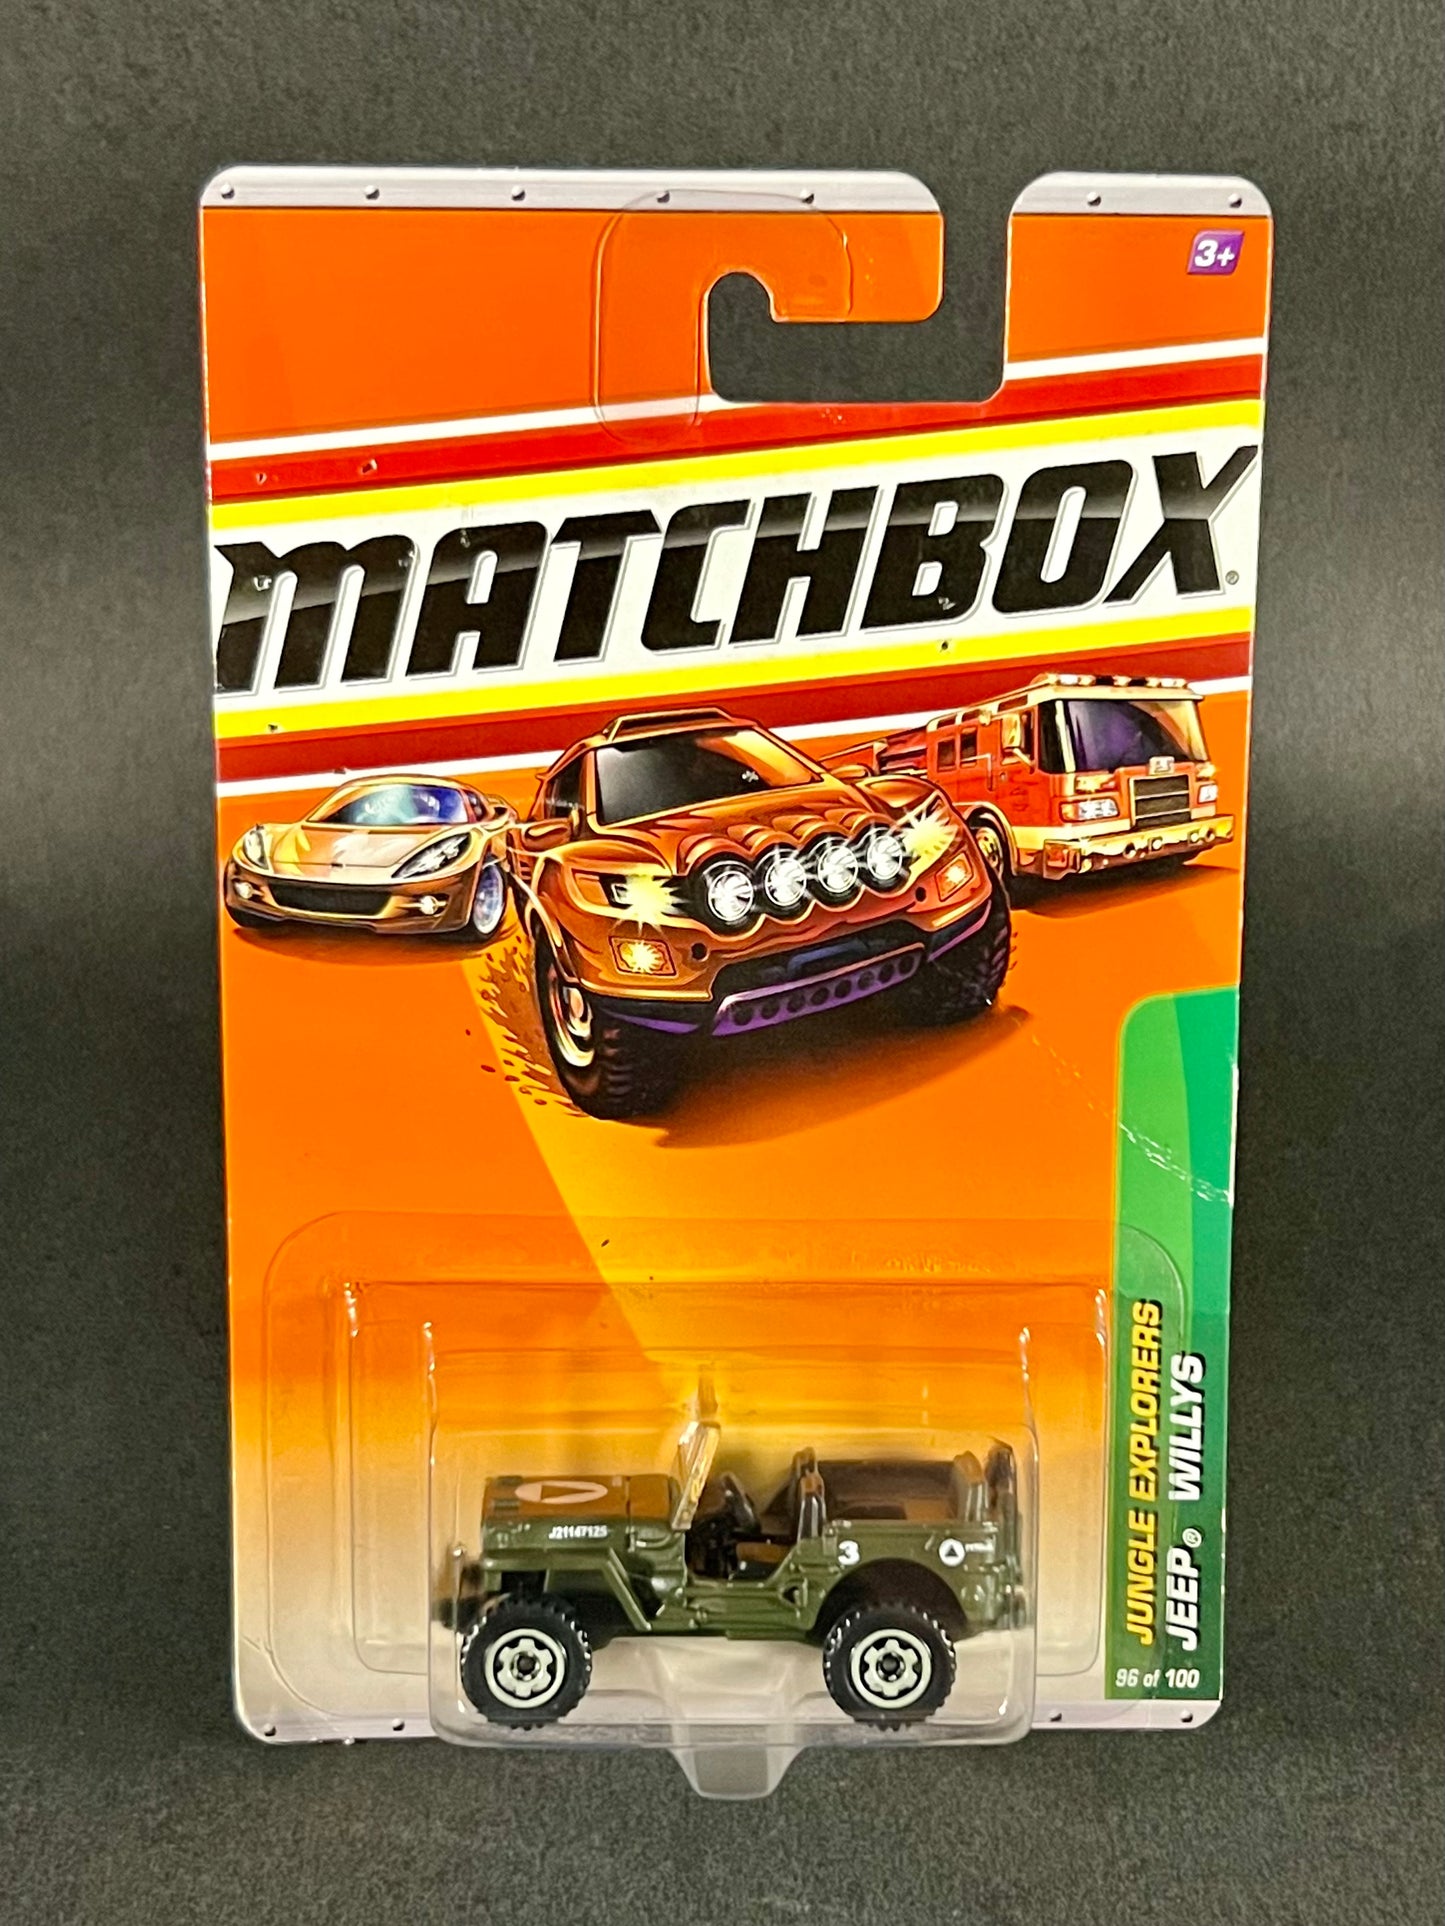 3+
MATCHBOX®
JUNGLE EXPLORERS
JEEP® WILLYS
96 of 100
J21147125
3